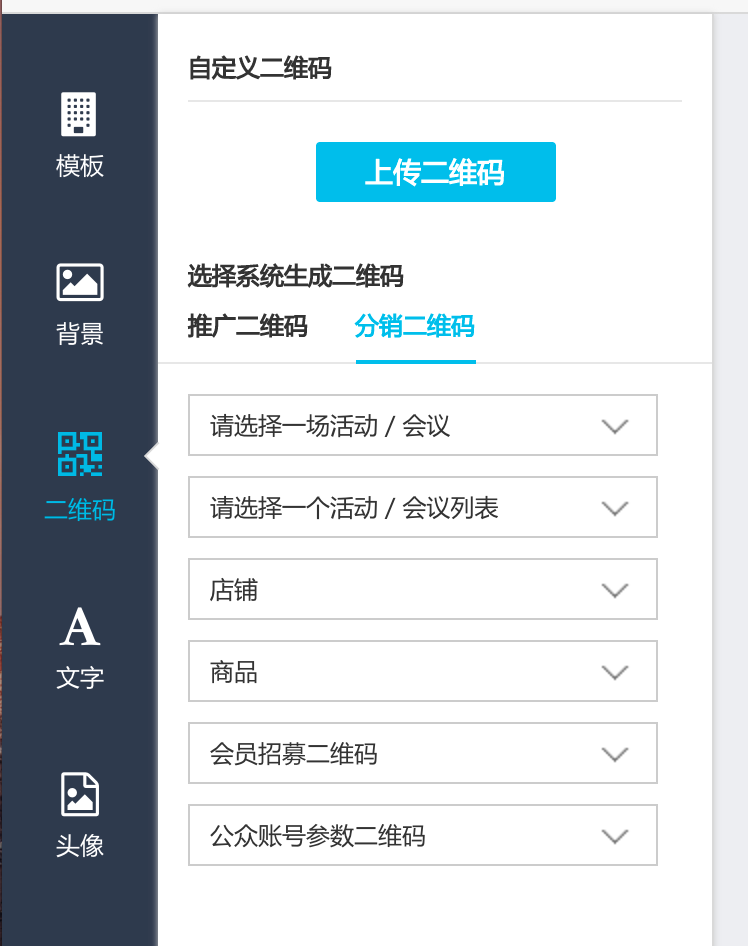 自定义二维码
上传二维码
选择系统生成二维码
推广二维码 分销二维码
请选择一场活动 / 会议
请选择一个活动 / 会议列表
店铺
商品
会员招募二维码
公众账号参数二维码
模板
背景
二维码
文字
头像